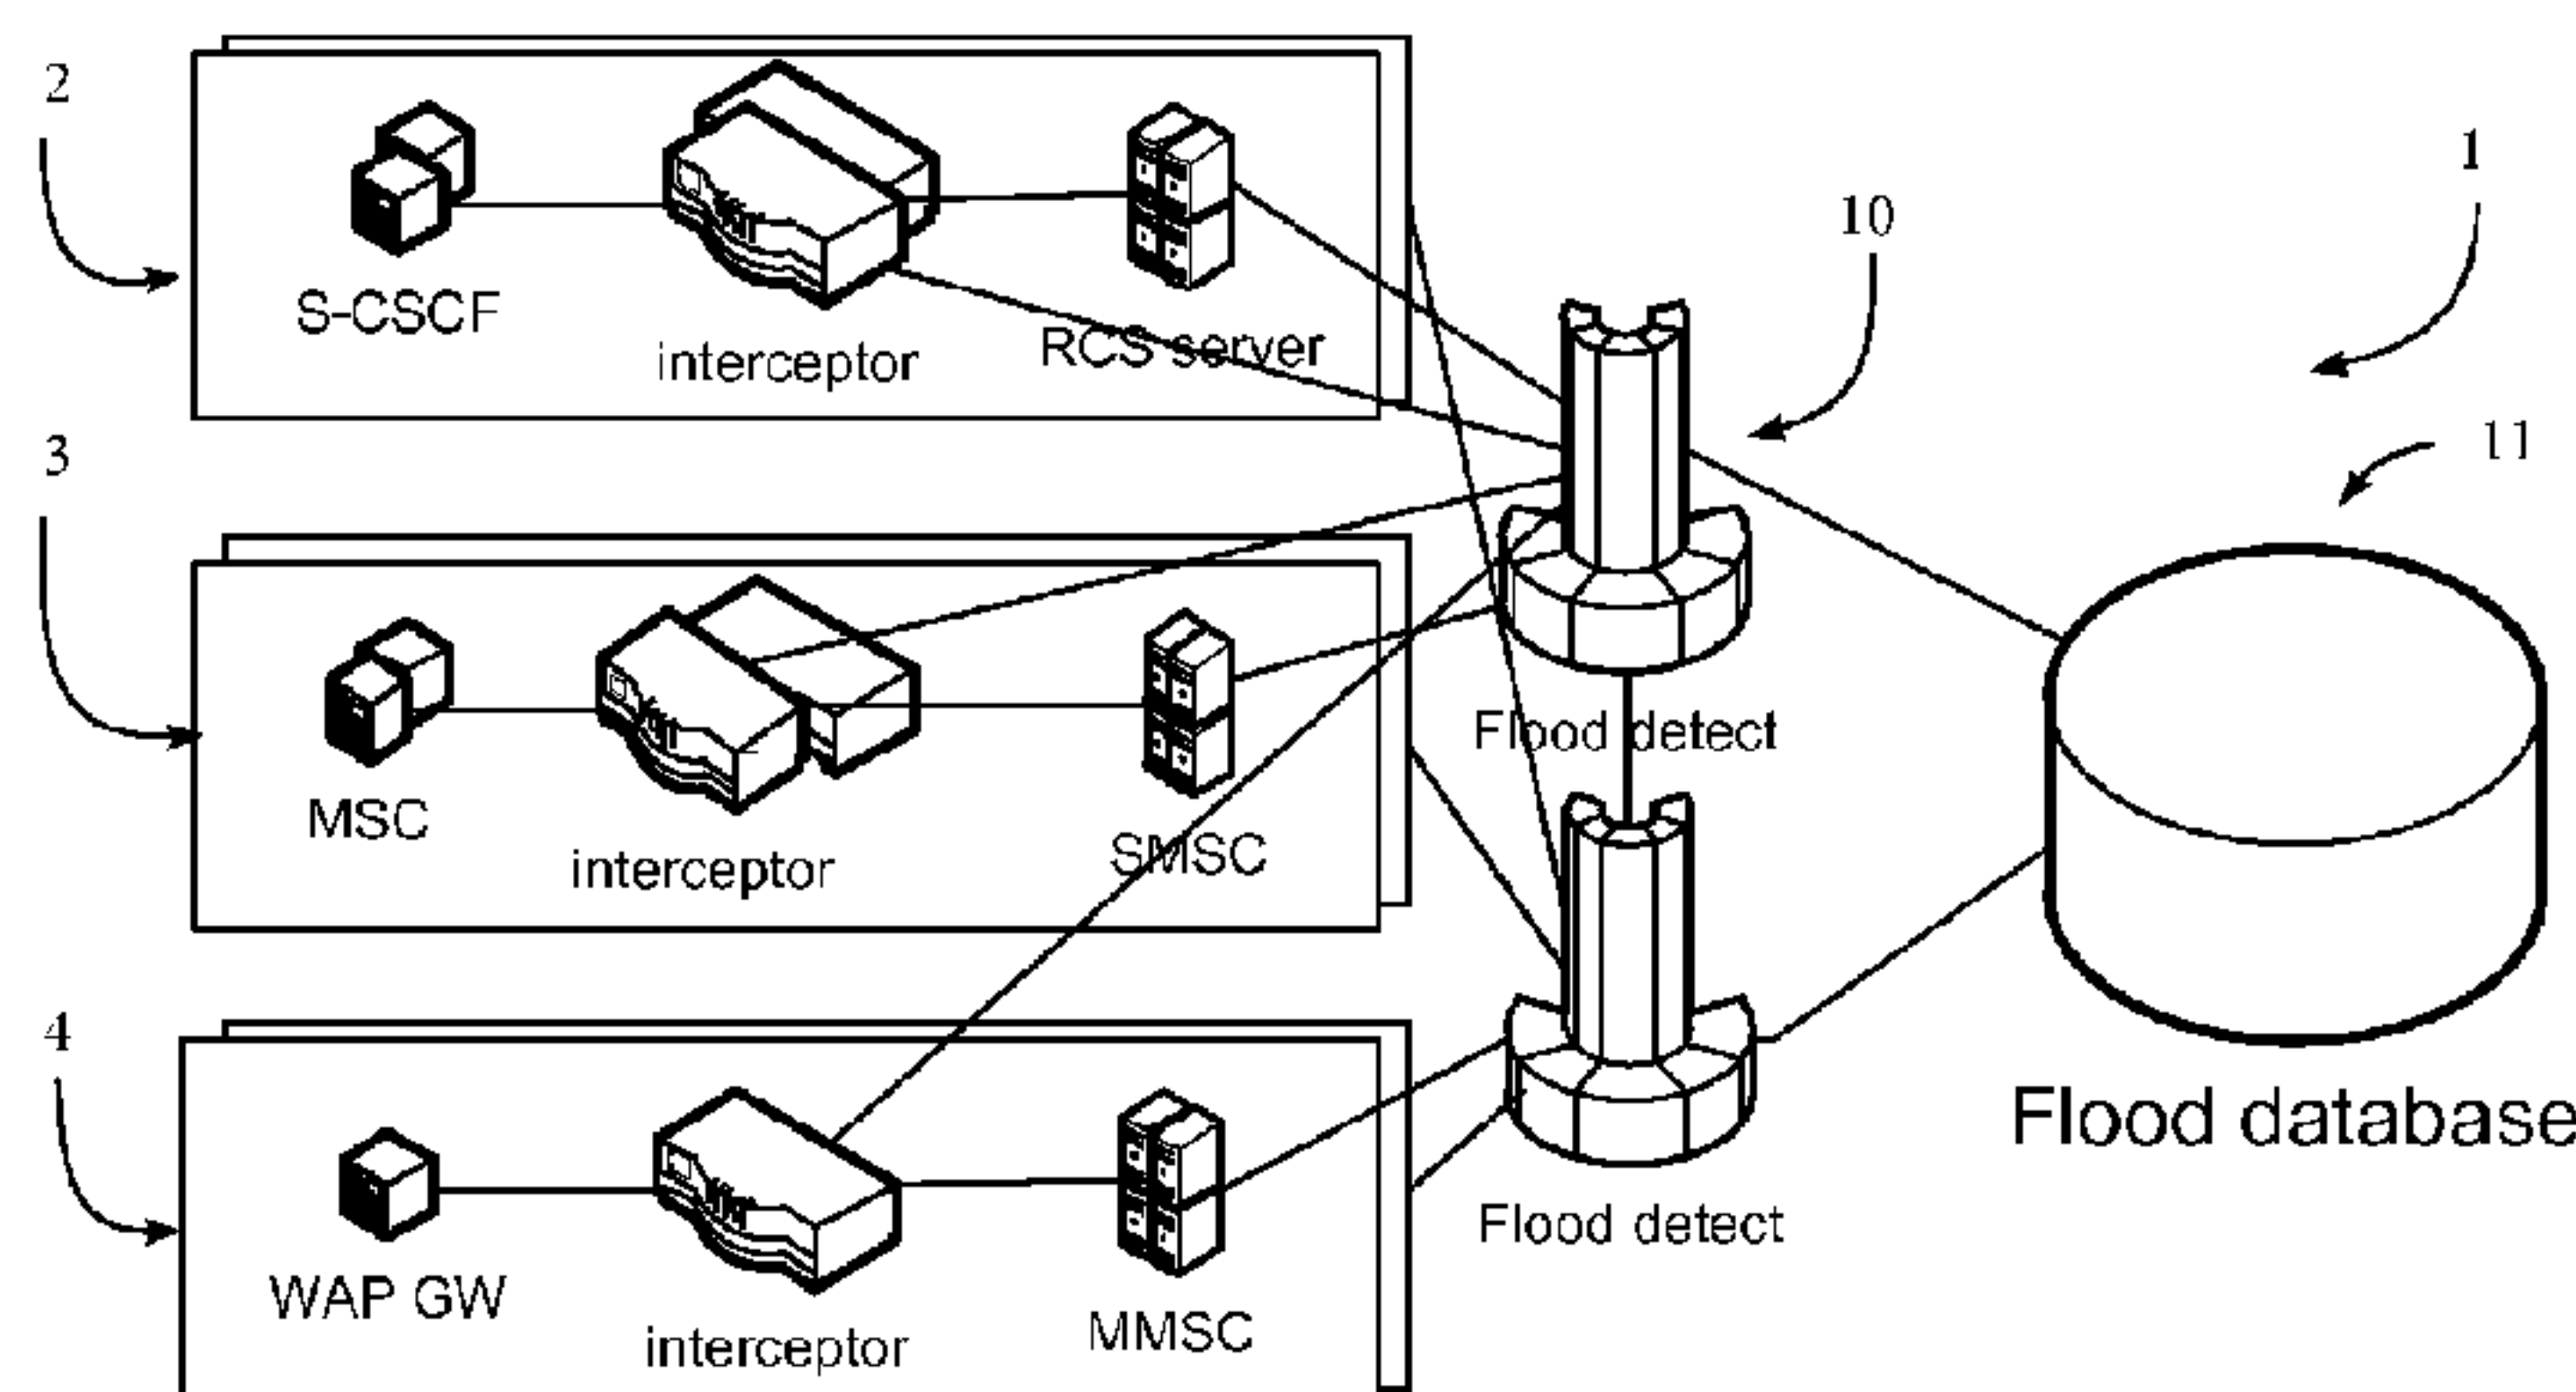 2
S-CSCF
interceptor
RCS server
3
MSC
interceptor
SMSC
4
WAP GW
interceptor
MMSC
10
Flood detect
Flood detect
1
11
Flood database